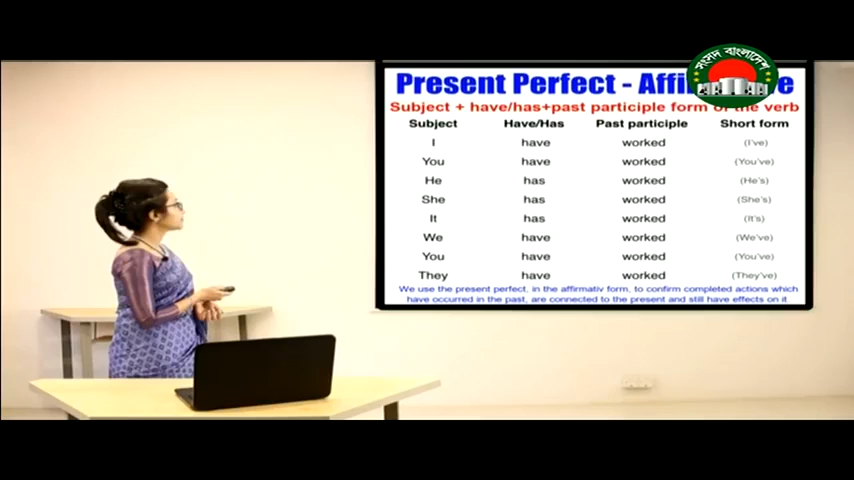 সংসদ বাংলাদেশ
Present Perfect - Affi
Subject + have/has+past participle form of the verb
Subject Have/Has Past participle Short form
I have worked (I've)
You have worked (You've)
He has worked (He's)
She has worked (She's)
It has worked (It's)
We have worked (We've)
You have worked (You've)
They have worked (They've)
We use the present perfect, in the affirmativ form, to confirm completed actions which
have occurred in the past, are connected to the present and still have effects on it.